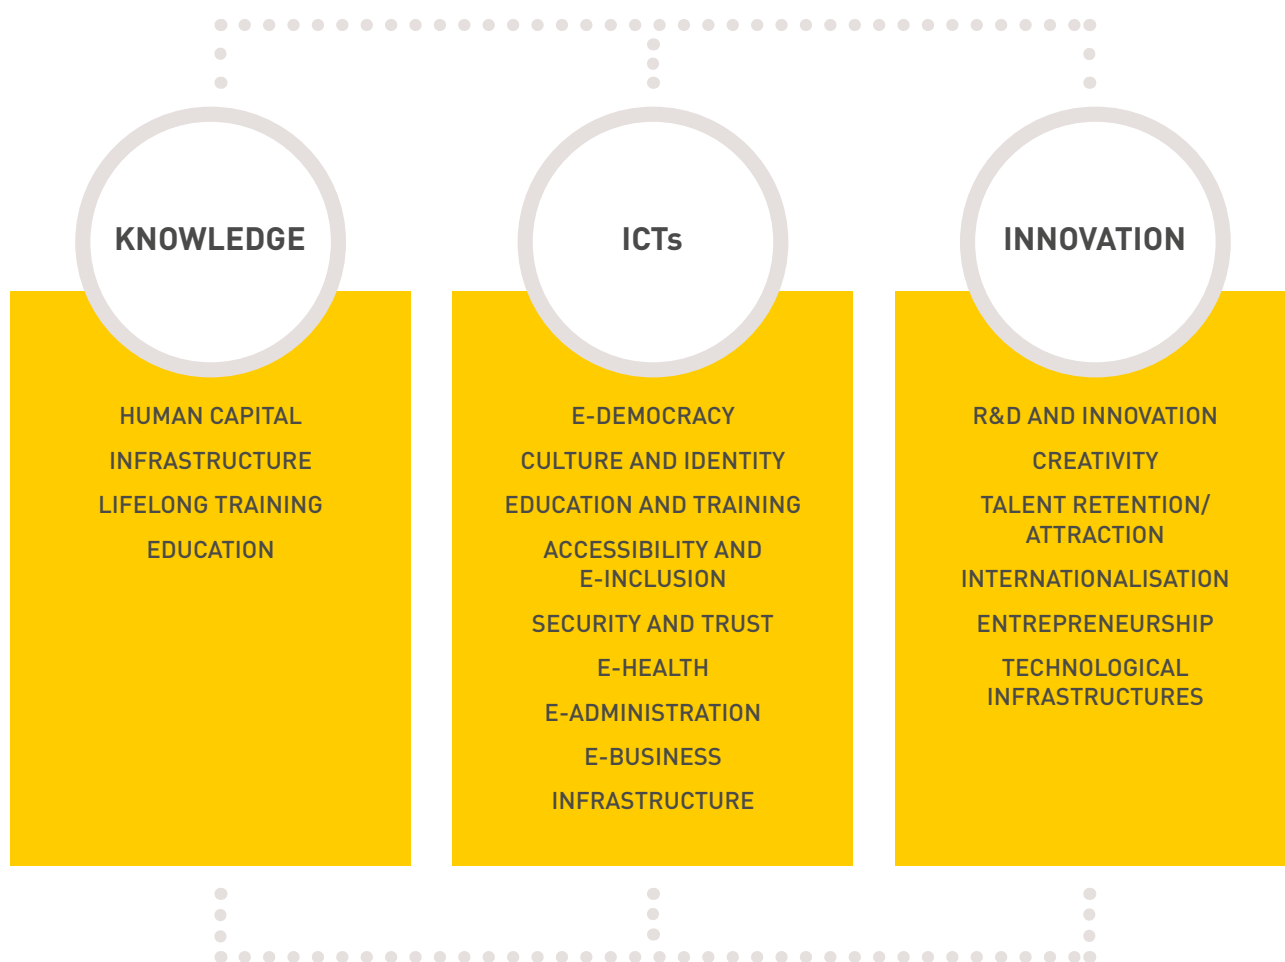 KNOWLEDGE
HUMAN CAPITAL
INFRASTRUCTURE
LIFELONG TRAINING
EDUCATION
ICTs
E-DEMOCRACY
CULTURE AND IDENTITY
EDUCATION AND TRAINING
ACCESSIBILITY AND
E-INCLUSION
SECURITY AND TRUST
E-HEALTH
E-ADMINISTRATION
E-BUSINESS
INFRASTRUCTURE
INNOVATION
R&D AND INNOVATION
CREATIVITY
TALENT RETENTION/
ATTRACTION
INTERNATIONALISATION
ENTREPRENEURSHIP
TECHNOLOGICAL
INFRASTRUCTURES